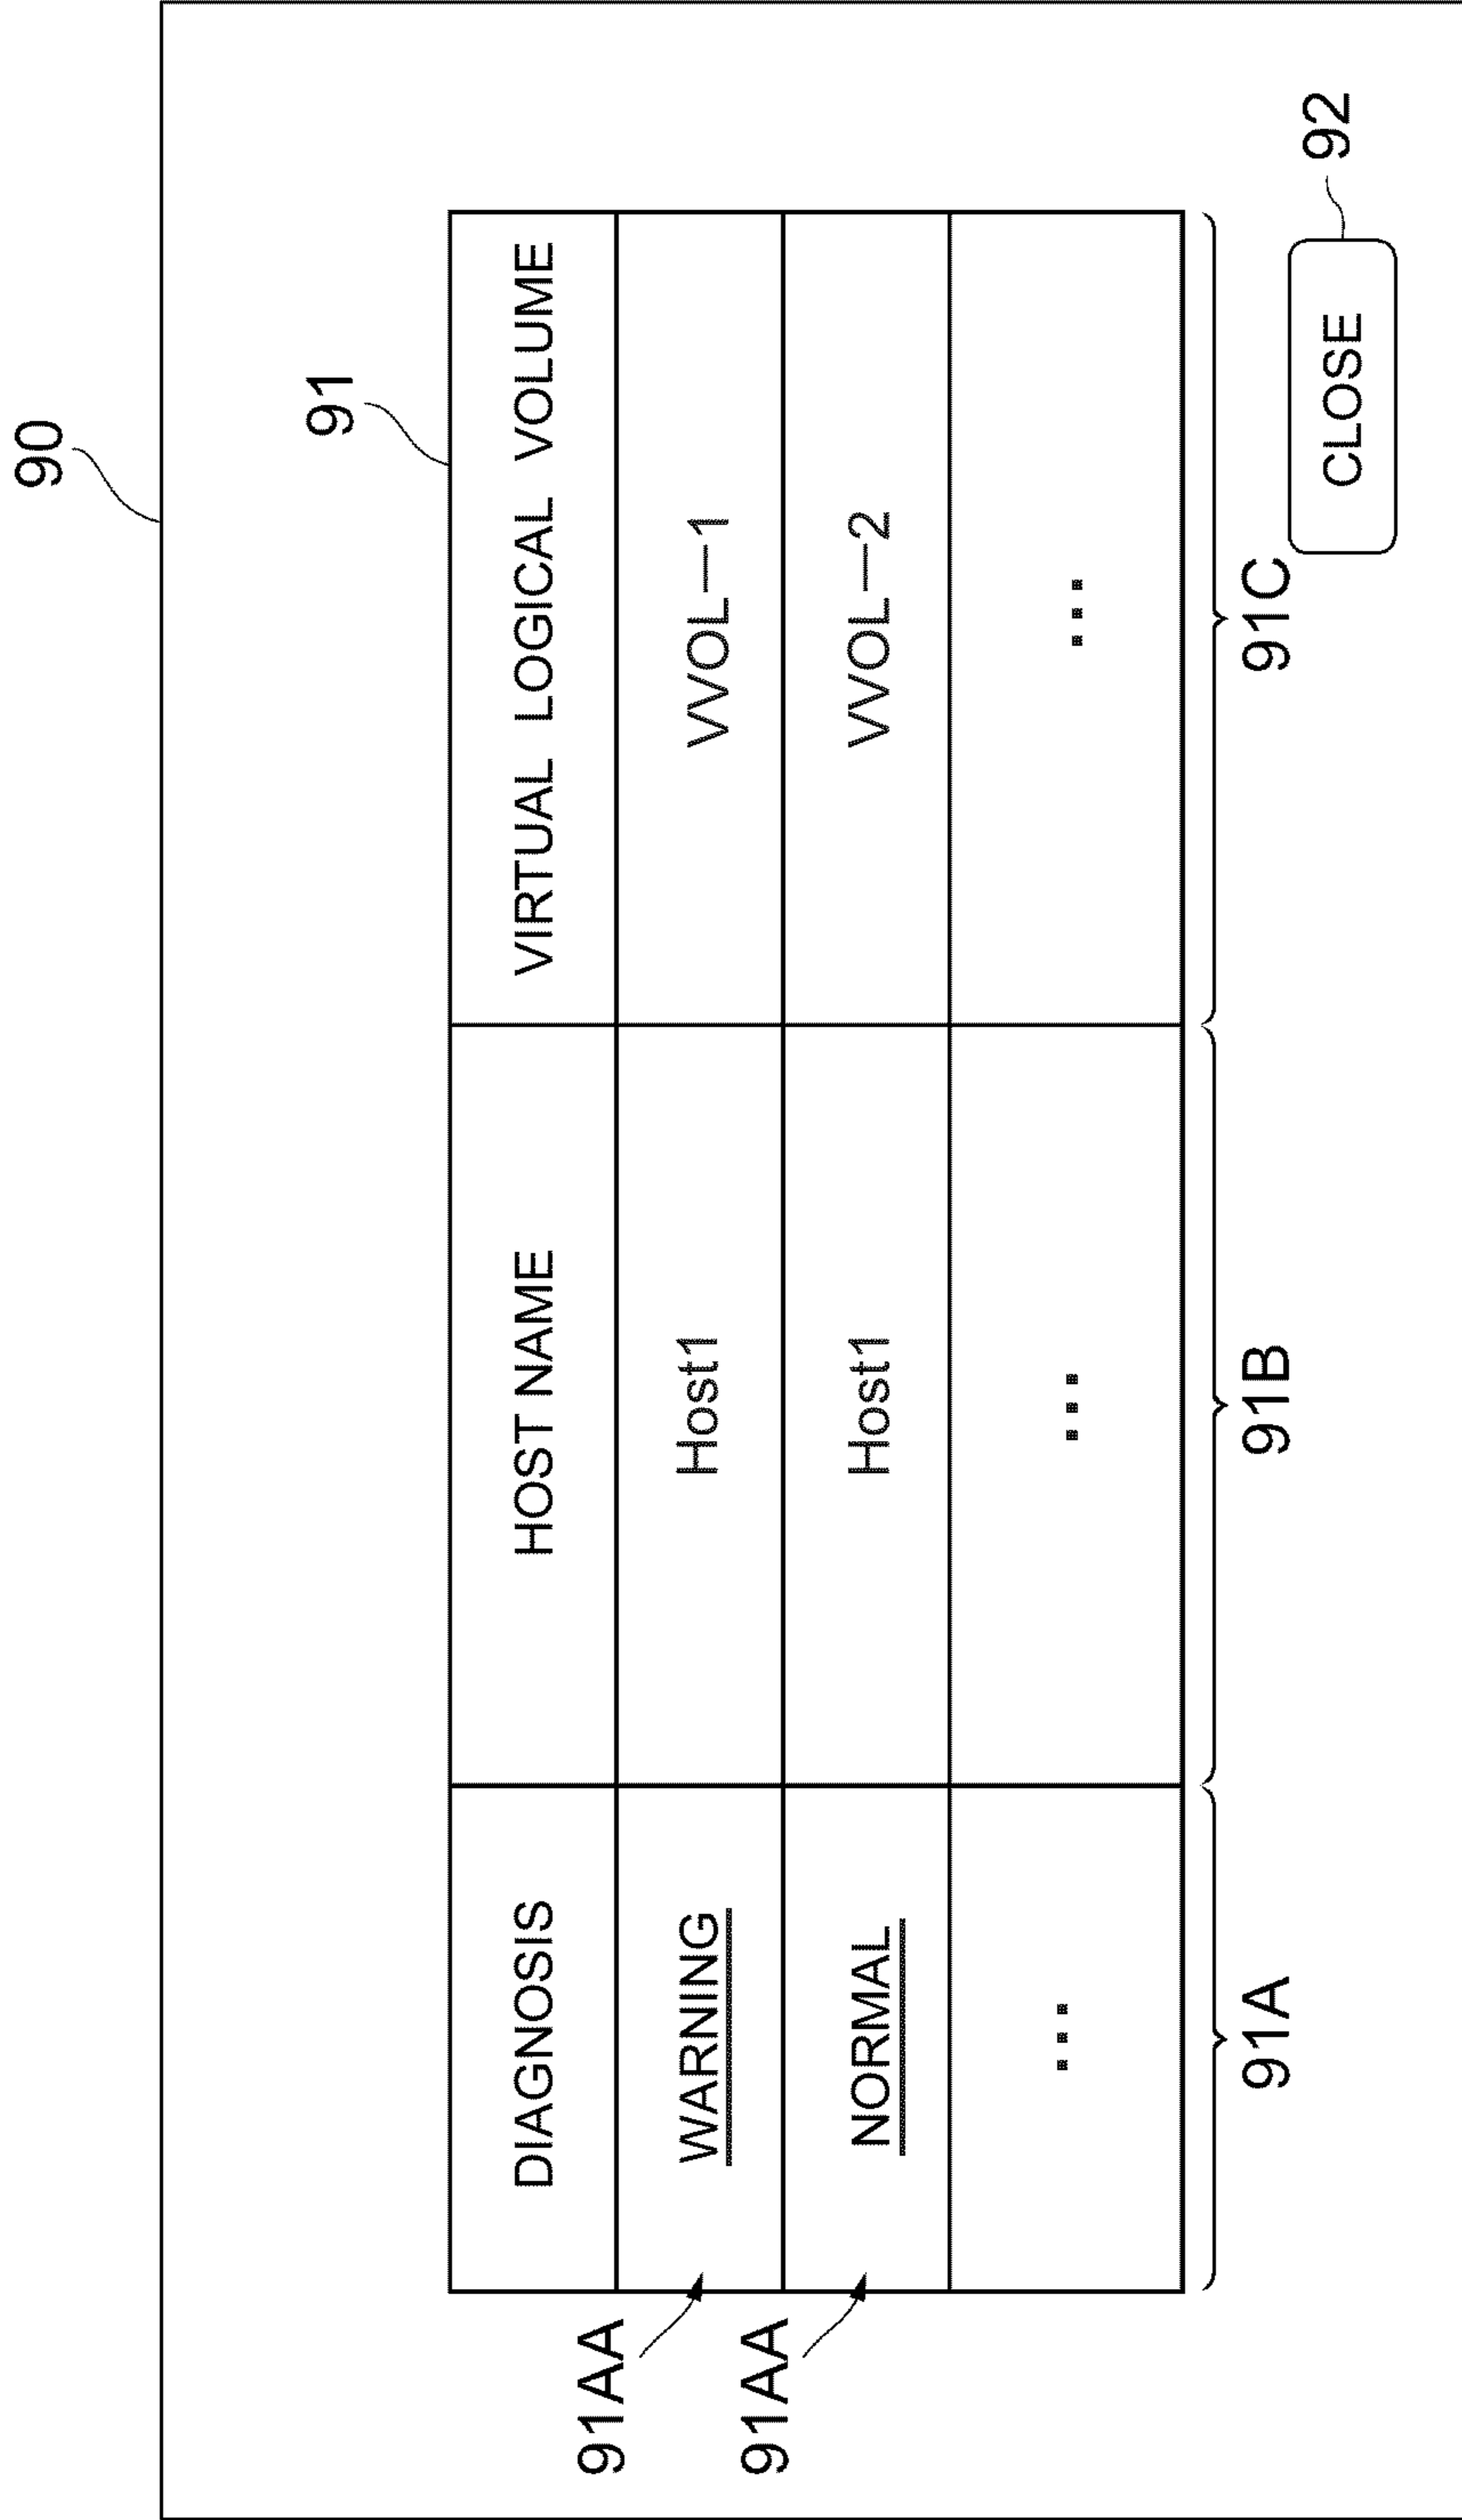 90
91
DIAGNOSIS HOST NAME VIRTUAL LOGICAL VOLUME
91AA WARNING Host1 VVOL—1
91AA NORMAL Host1 VVOL—2
... ... ...
91A 91B 91C
CLOSE 92